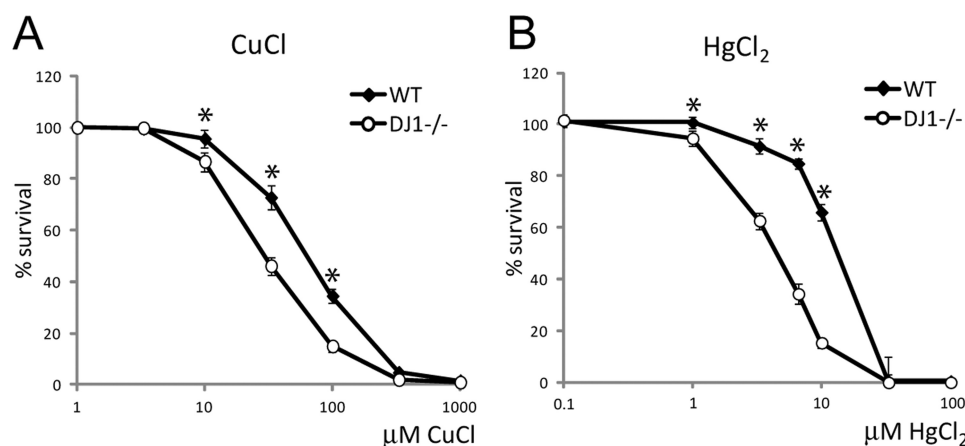 A
CuCl
120
100
80
60
40
20
0
% survival
WT
DJ1-/-
*
*
*
1
10
100
1000
μM CuCl
B
HgCl₂
120
100
80
60
40
20
0
% survival
WT
DJ1-/-
*
*
*
*
0.1
1
10
100
μM HgCl₂